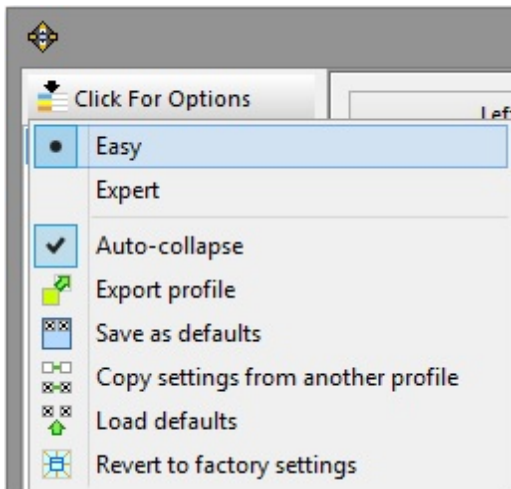 Click For Options
Left
Easy
Expert
Auto-collapse
Export profile
Save as defaults
Copy settings from another profile
Load defaults
Revert to factory settings